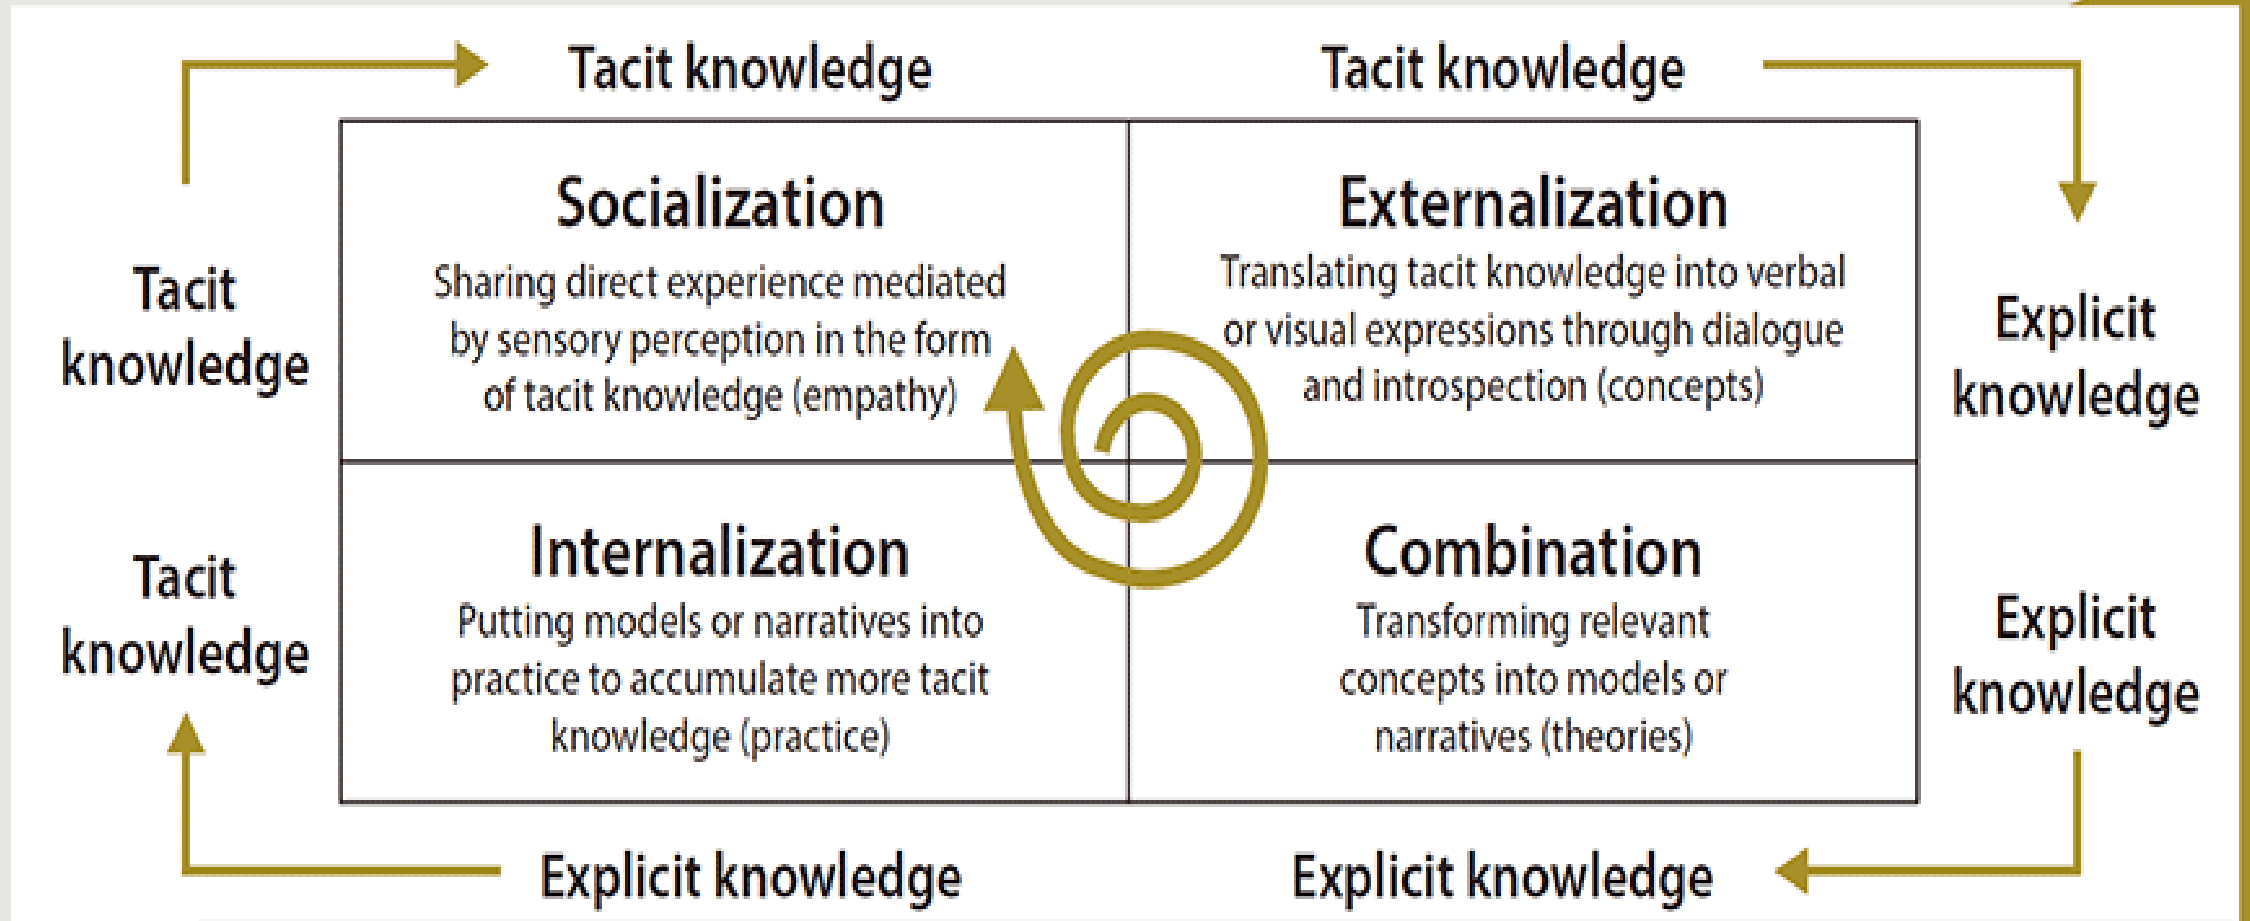 Tacit knowledge
Tacit knowledge
Socialization
Sharing direct experience mediated
by sensory perception in the form
of tacit knowledge (empathy)
Externalization
Translating tacit knowledge into verbal
or visual expressions through dialogue
and introspection (concepts)
Tacit
knowledge
Explicit
knowledge
Tacit
knowledge
Internalization
Putting models or narratives into
practice to accumulate more tacit
knowledge (practice)
Combination
Transforming relevant
concepts into models or
narratives (theories)
Explicit
knowledge
Explicit knowledge
Explicit knowledge